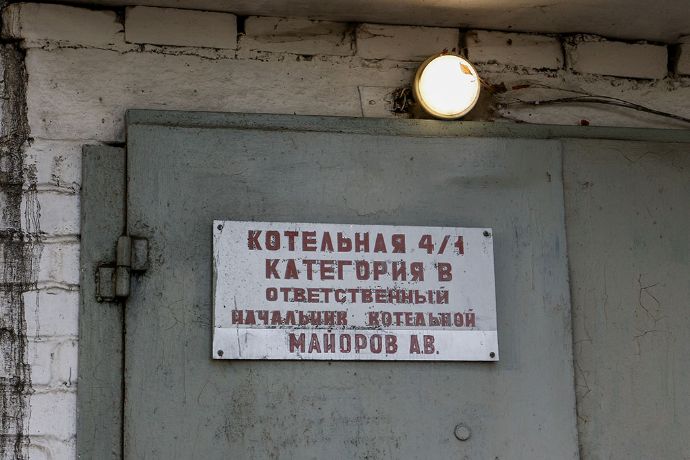 КОТЕЛЬНАЯ 4/1
КАТЕГОРИЯ В
ОТВЕТСТВЕННЫЙ
НАЧАЛЬНИК КОТЕЛЬНОЙ
МАЙОРОВ А.В.